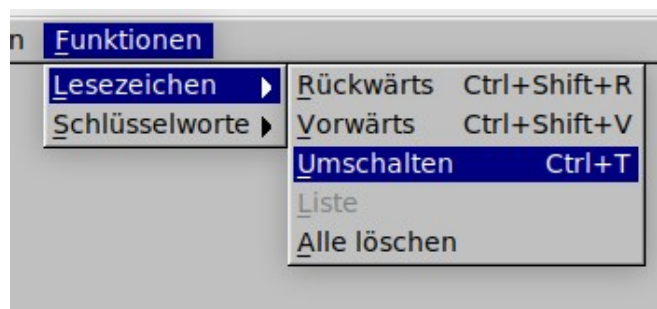 n Funktionen
Lesezeichen Rückwärts Ctrl+Shift+R
Schlüsselworte Vorwärts Ctrl+Shift+V
Umschalten Ctrl+T
Liste
Alle löschen